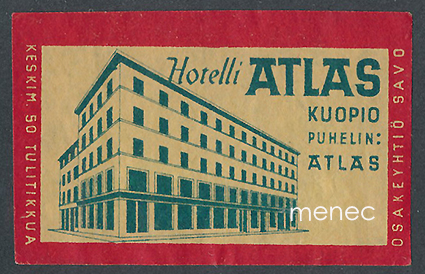 Hotelli ATLAS
KUOPIO
PUHELIN:
ATLAS
KESKIM. 50 TULITIKKUA
OSAKEYHTIÖ SAVO
menec